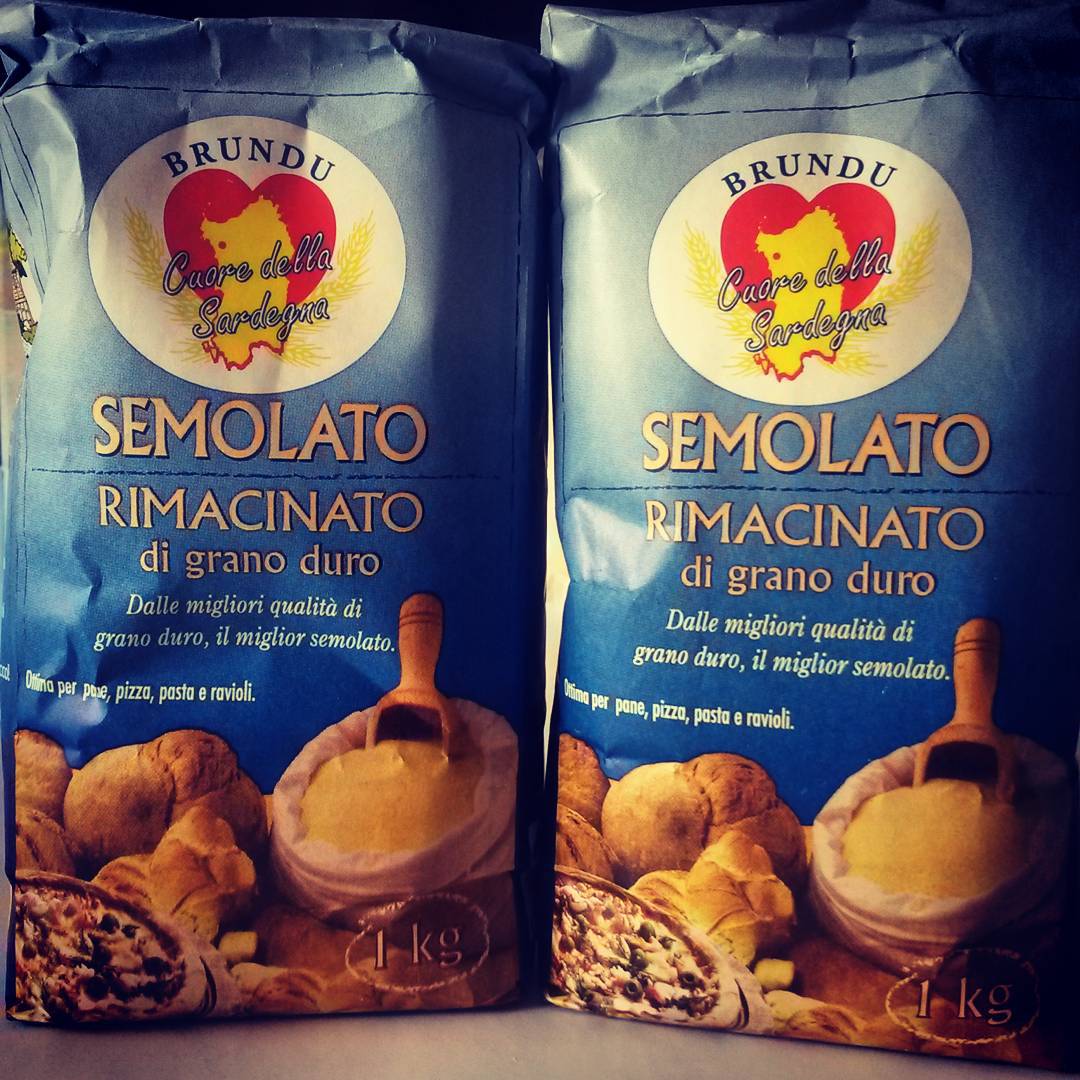 BRUNDU
Cuore della
Sardegna
SEMOLATO
RIMACINATO
di grano duro
Dalle migliori qualità di
grano duro, il miglior semolato.
Ottima per pane, pizza, pasta e ravioli.
1 kg
BRUNDU
Cuore della
Sardegna
SEMOLATO
RIMACINATO
di grano duro
Dalle migliori qualità di
grano duro, il miglior semolato.
Ottima per pane, pizza, pasta e ravioli.
1 kg